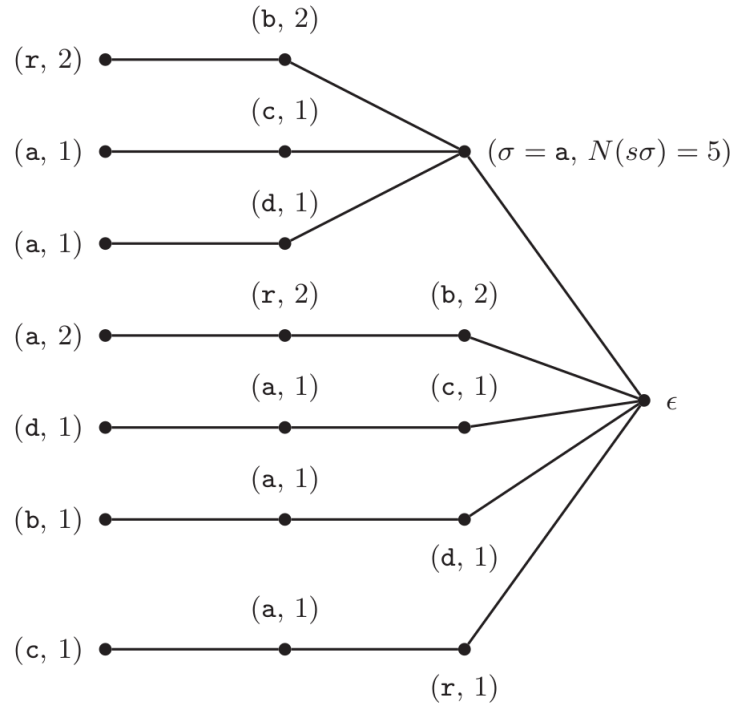 (b, 2)
(r, 2)
(c, 1)
(a, 1)
(σ = a, N(sσ) = 5)
(d, 1)
(a, 1)
(r, 2)
(b, 2)
(a, 2)
(a, 1)
(c, 1)
ϵ
(d, 1)
(a, 1)
(b, 1)
(d, 1)
(a, 1)
(c, 1)
(r, 1)